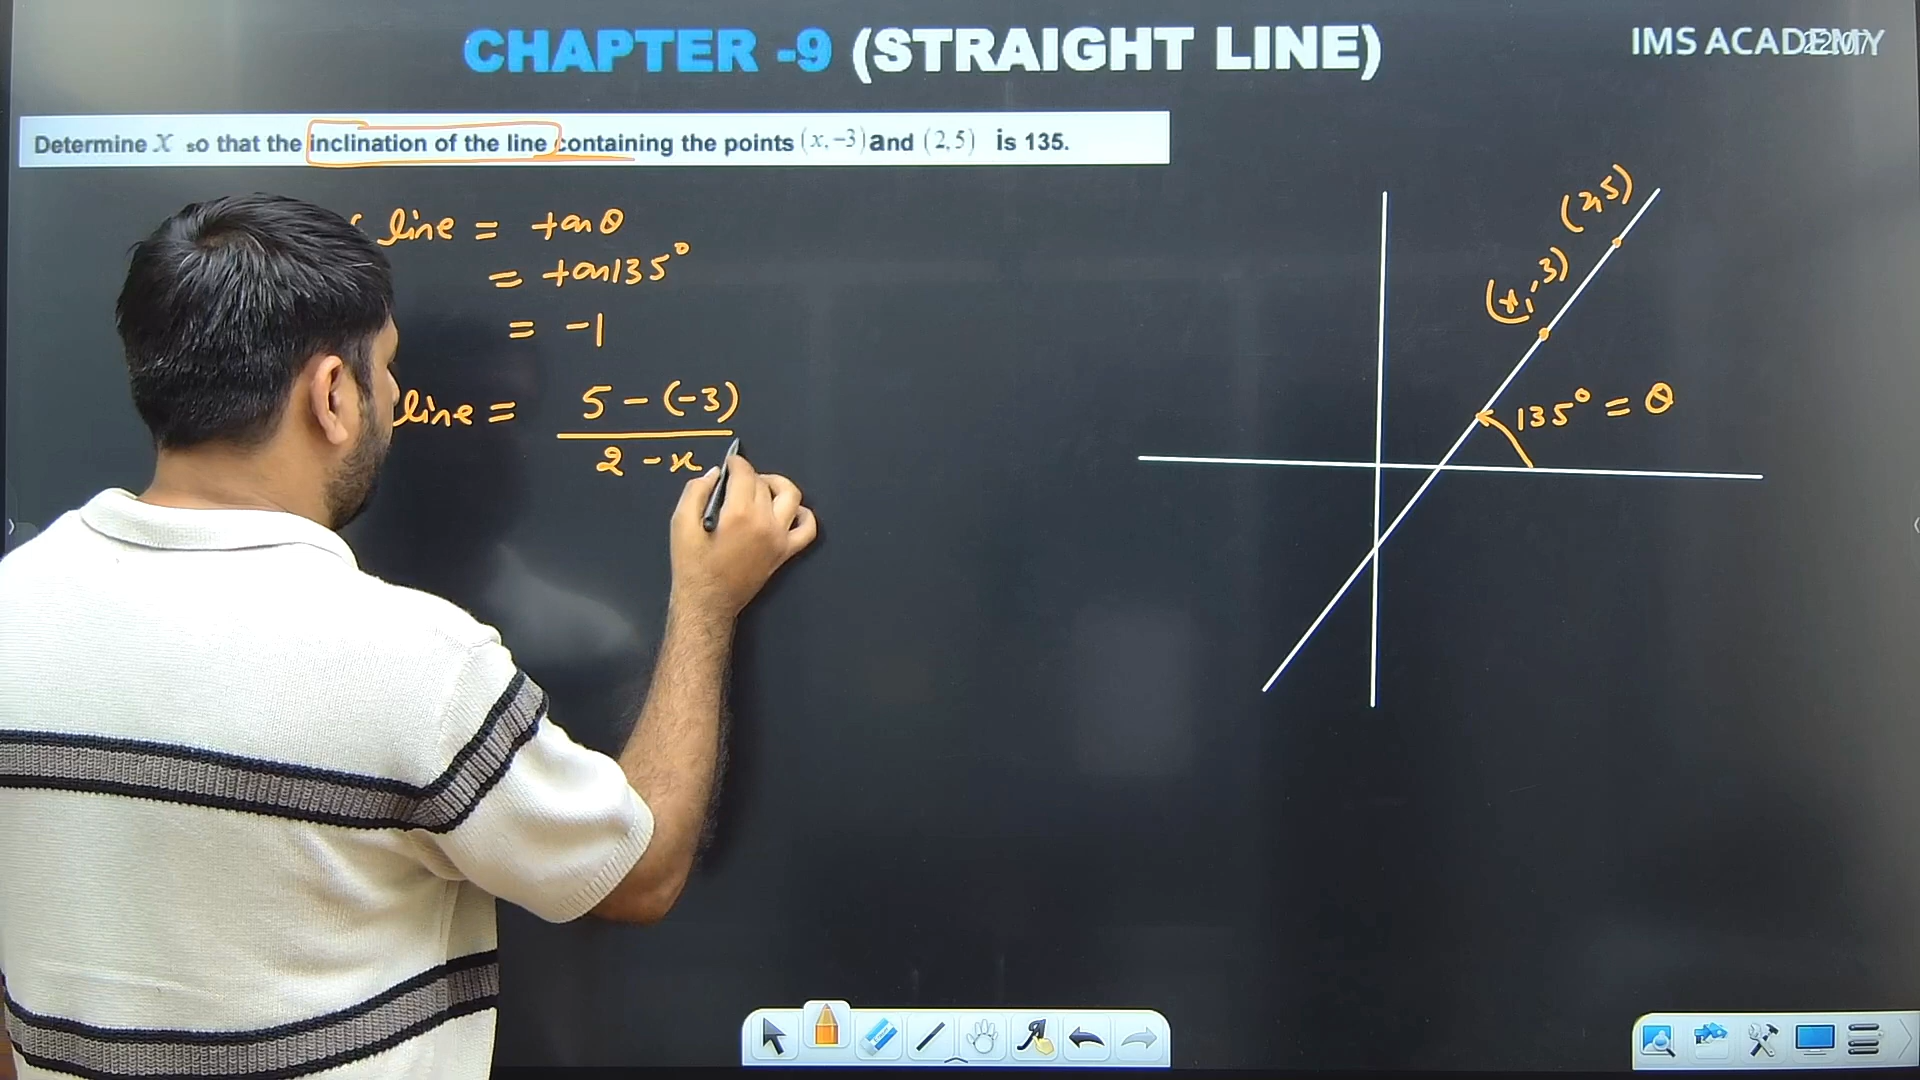 CHAPTER -9 (STRAIGHT LINE)
IMS ACADEMY
Determine X so that the inclination of the line containing the points (x,-3) and (2,5) is 135.
line = tanθ
= tan135°
= -1
line = 5-(-3)
2-x
(2,5)
(x,-3)
135° = θ